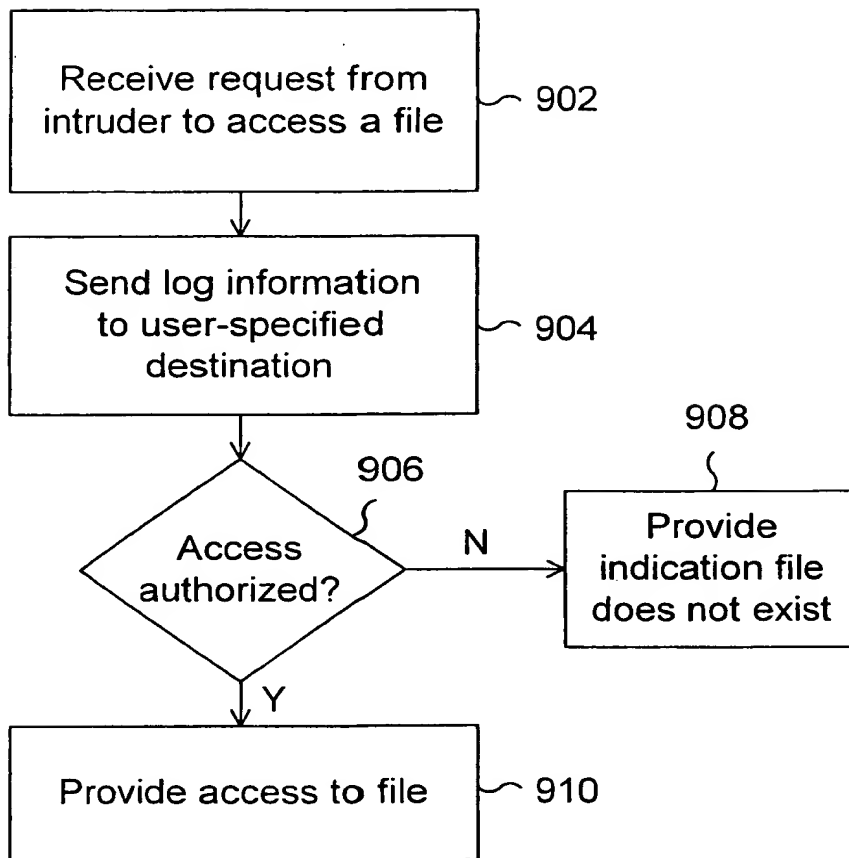 Receive request from
intruder to access a file
902
Send log information
to user-specified
destination
904
906
Access
authorized?
N
908
Provide
indication file
does not exist
Y
Provide access to file
910